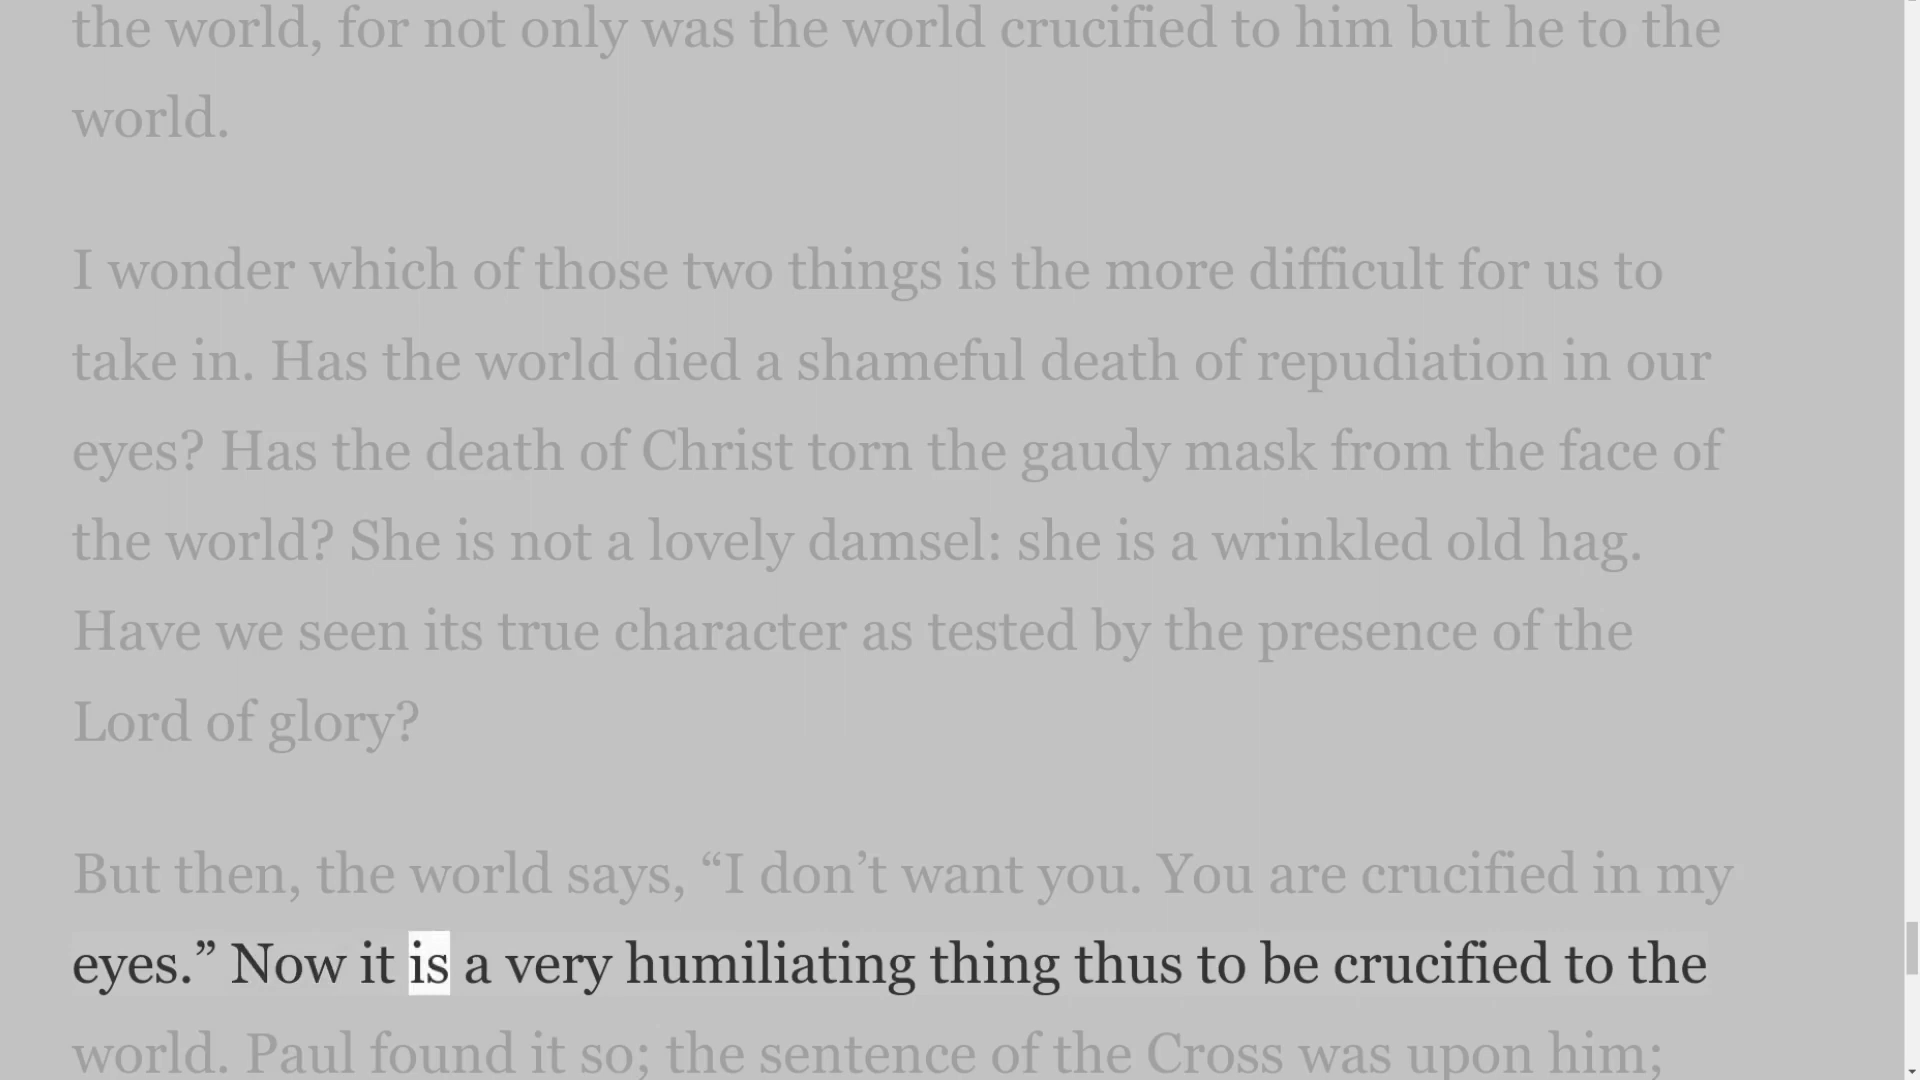 the world, for not only was the world crucified to him but he to the
world.
I wonder which of those two things is the more difficult for us to
take in. Has the world died a shameful death of repudiation in our
eyes? Has the death of Christ torn the gaudy mask from the face of
the world? She is not a lovely damsel: she is a wrinkled old hag.
Have we seen its true character as tested by the presence of the
Lord of glory?
But then, the world says, “I don’t want you. You are crucified in my
eyes.” Now it is a very humiliating thing thus to be crucified to the
world. Paul found it so; the sentence of the Cross was upon him;